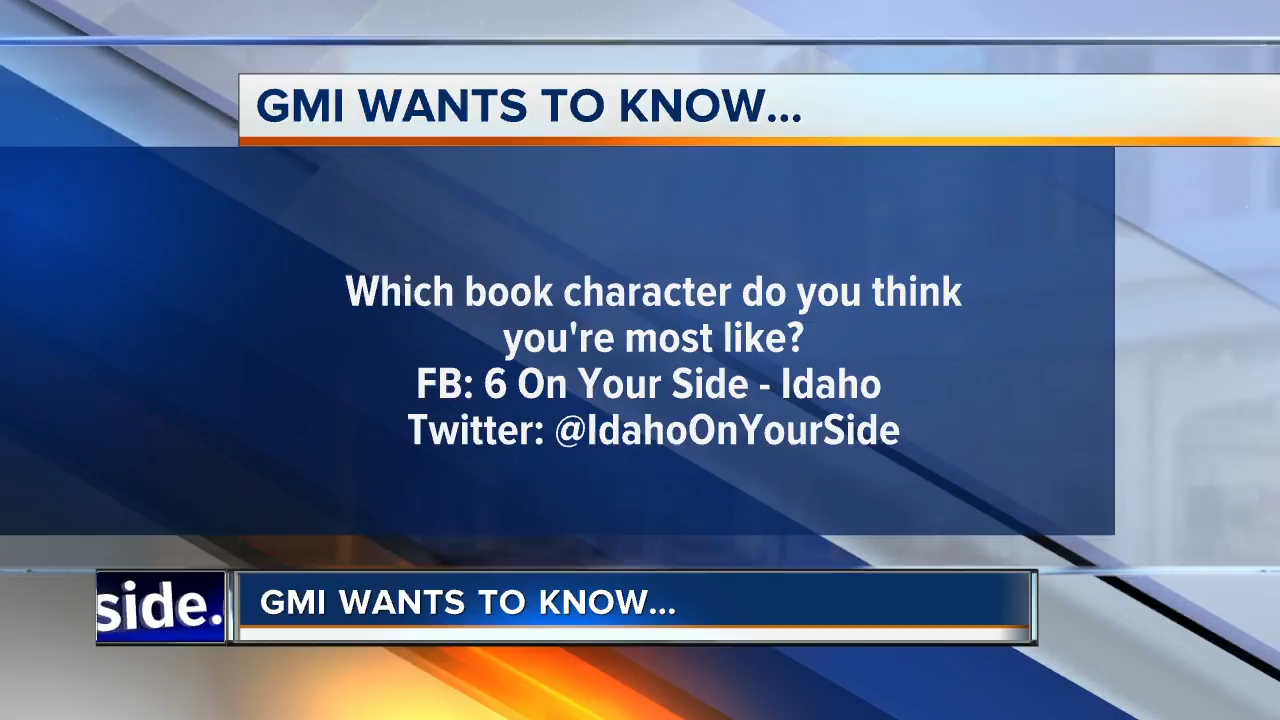 GMI WANTS TO KNOW...
Which book character do you think
you're most like?
FB: 6 On Your Side - Idaho
Twitter: @IdahoOnYourSide
side.
GMI WANTS TO KNOW...